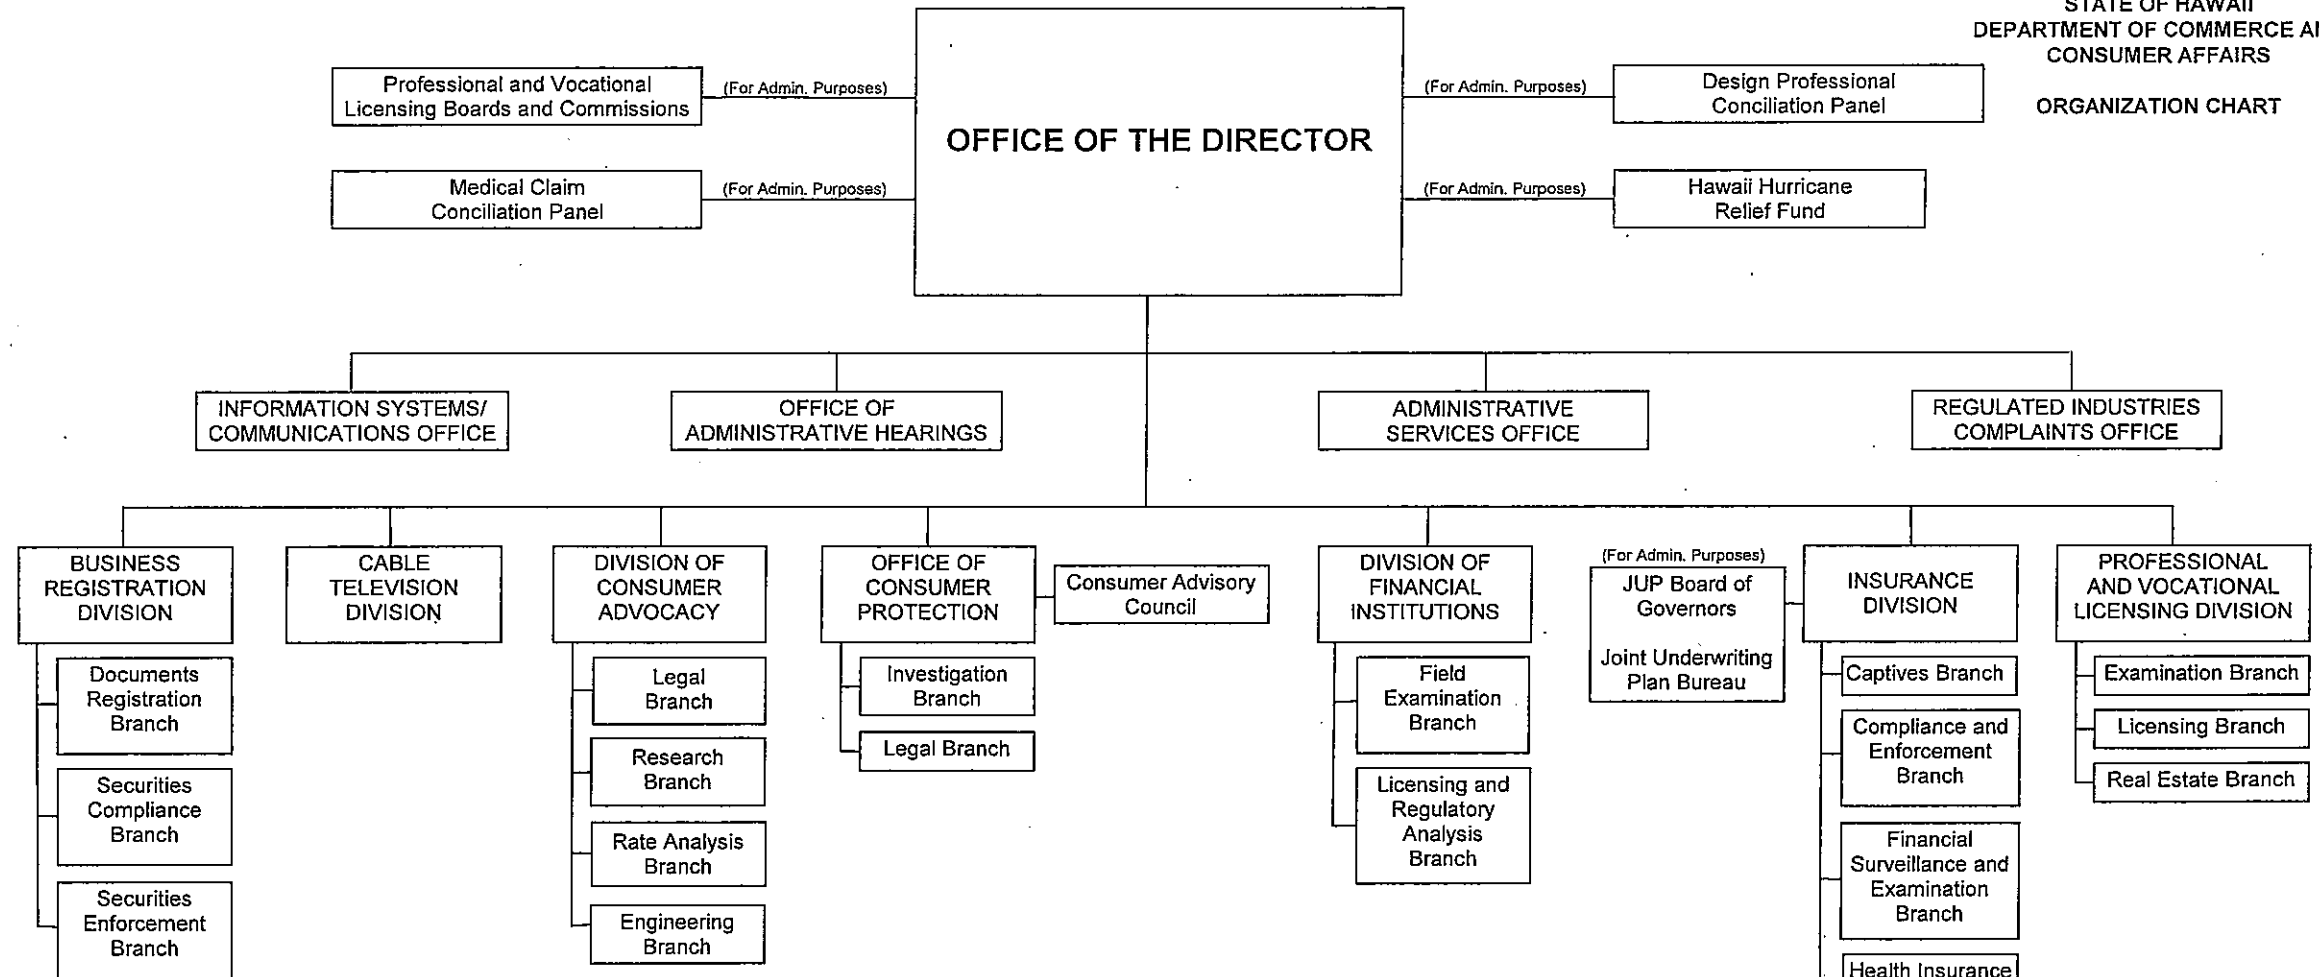 STATE OF HAWAII
DEPARTMENT OF COMMERCE
CONSUMER AFFAIRS
ORGANIZATION CHART
Professional and Vocational
Licensing Boards and Commissions
(For Admin. Purposes)
Medical Claim
Conciliation Panel
(For Admin. Purposes)
OFFICE OF THE DIRECTOR
(For Admin. Purposes)
Design Professional
Conciliation Panel
(For Admin. Purposes)
Hawaii Hurricane
Relief Fund
INFORMATION SYSTEMS/
COMMUNICATIONS OFFICE
OFFICE OF
ADMINISTRATIVE HEARINGS
ADMINISTRATIVE
SERVICES OFFICE
REGULATED INDUSTRIES
COMPLAINTS OFFICE
BUSINESS
REGISTRATION
DIVISION
Documents
Registration
Branch
Securities
Compliance
Branch
Securities
Enforcement
Branch
CABLE
TELEVISION
DIVISION
DIVISION OF
CONSUMER
ADVOCACY
Legal
Branch
Research
Branch
Rate Analysis
Branch
Engineering
Branch
OFFICE OF
CONSUMER
PROTECTION
Consumer Advisory
Council
Investigation
Branch
Legal Branch
DIVISION OF
FINANCIAL
INSTITUTIONS
Field
Examination
Branch
Licensing and
Regulatory
Analysis
Branch
(For Admin. Purposes)
JUP Board of
Governors
Joint Underwriting
Plan Bureau
INSURANCE
DIVISION
Captives Branch
Compliance and
Enforcement
Branch
Financial
Surveillance and
Examination
Branch
Health Insurance
PROFESSIONAL
AND VOCATIONAL
LICENSING DIVISION
Examination Branch
Licensing Branch
Real Estate Branch